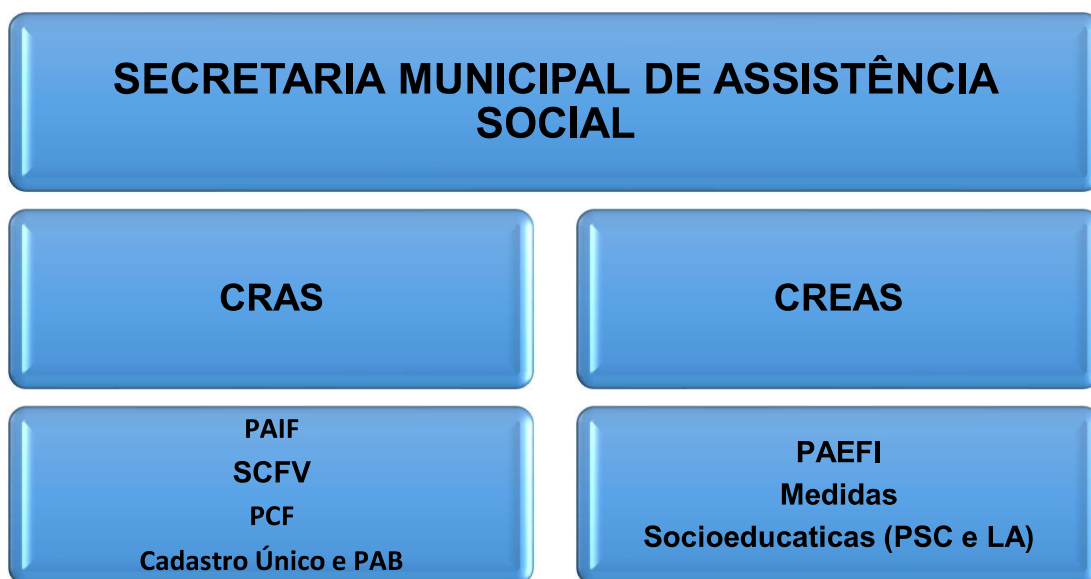 SECRETARIA MUNICIPAL DE ASSISTÊNCIA
SOCIAL
CRAS
CREAS
PAIF
SCFV
PCF
Cadastro Único e PAB
PAEFI
Medidas
Socioeducaticas (PSC e LA)